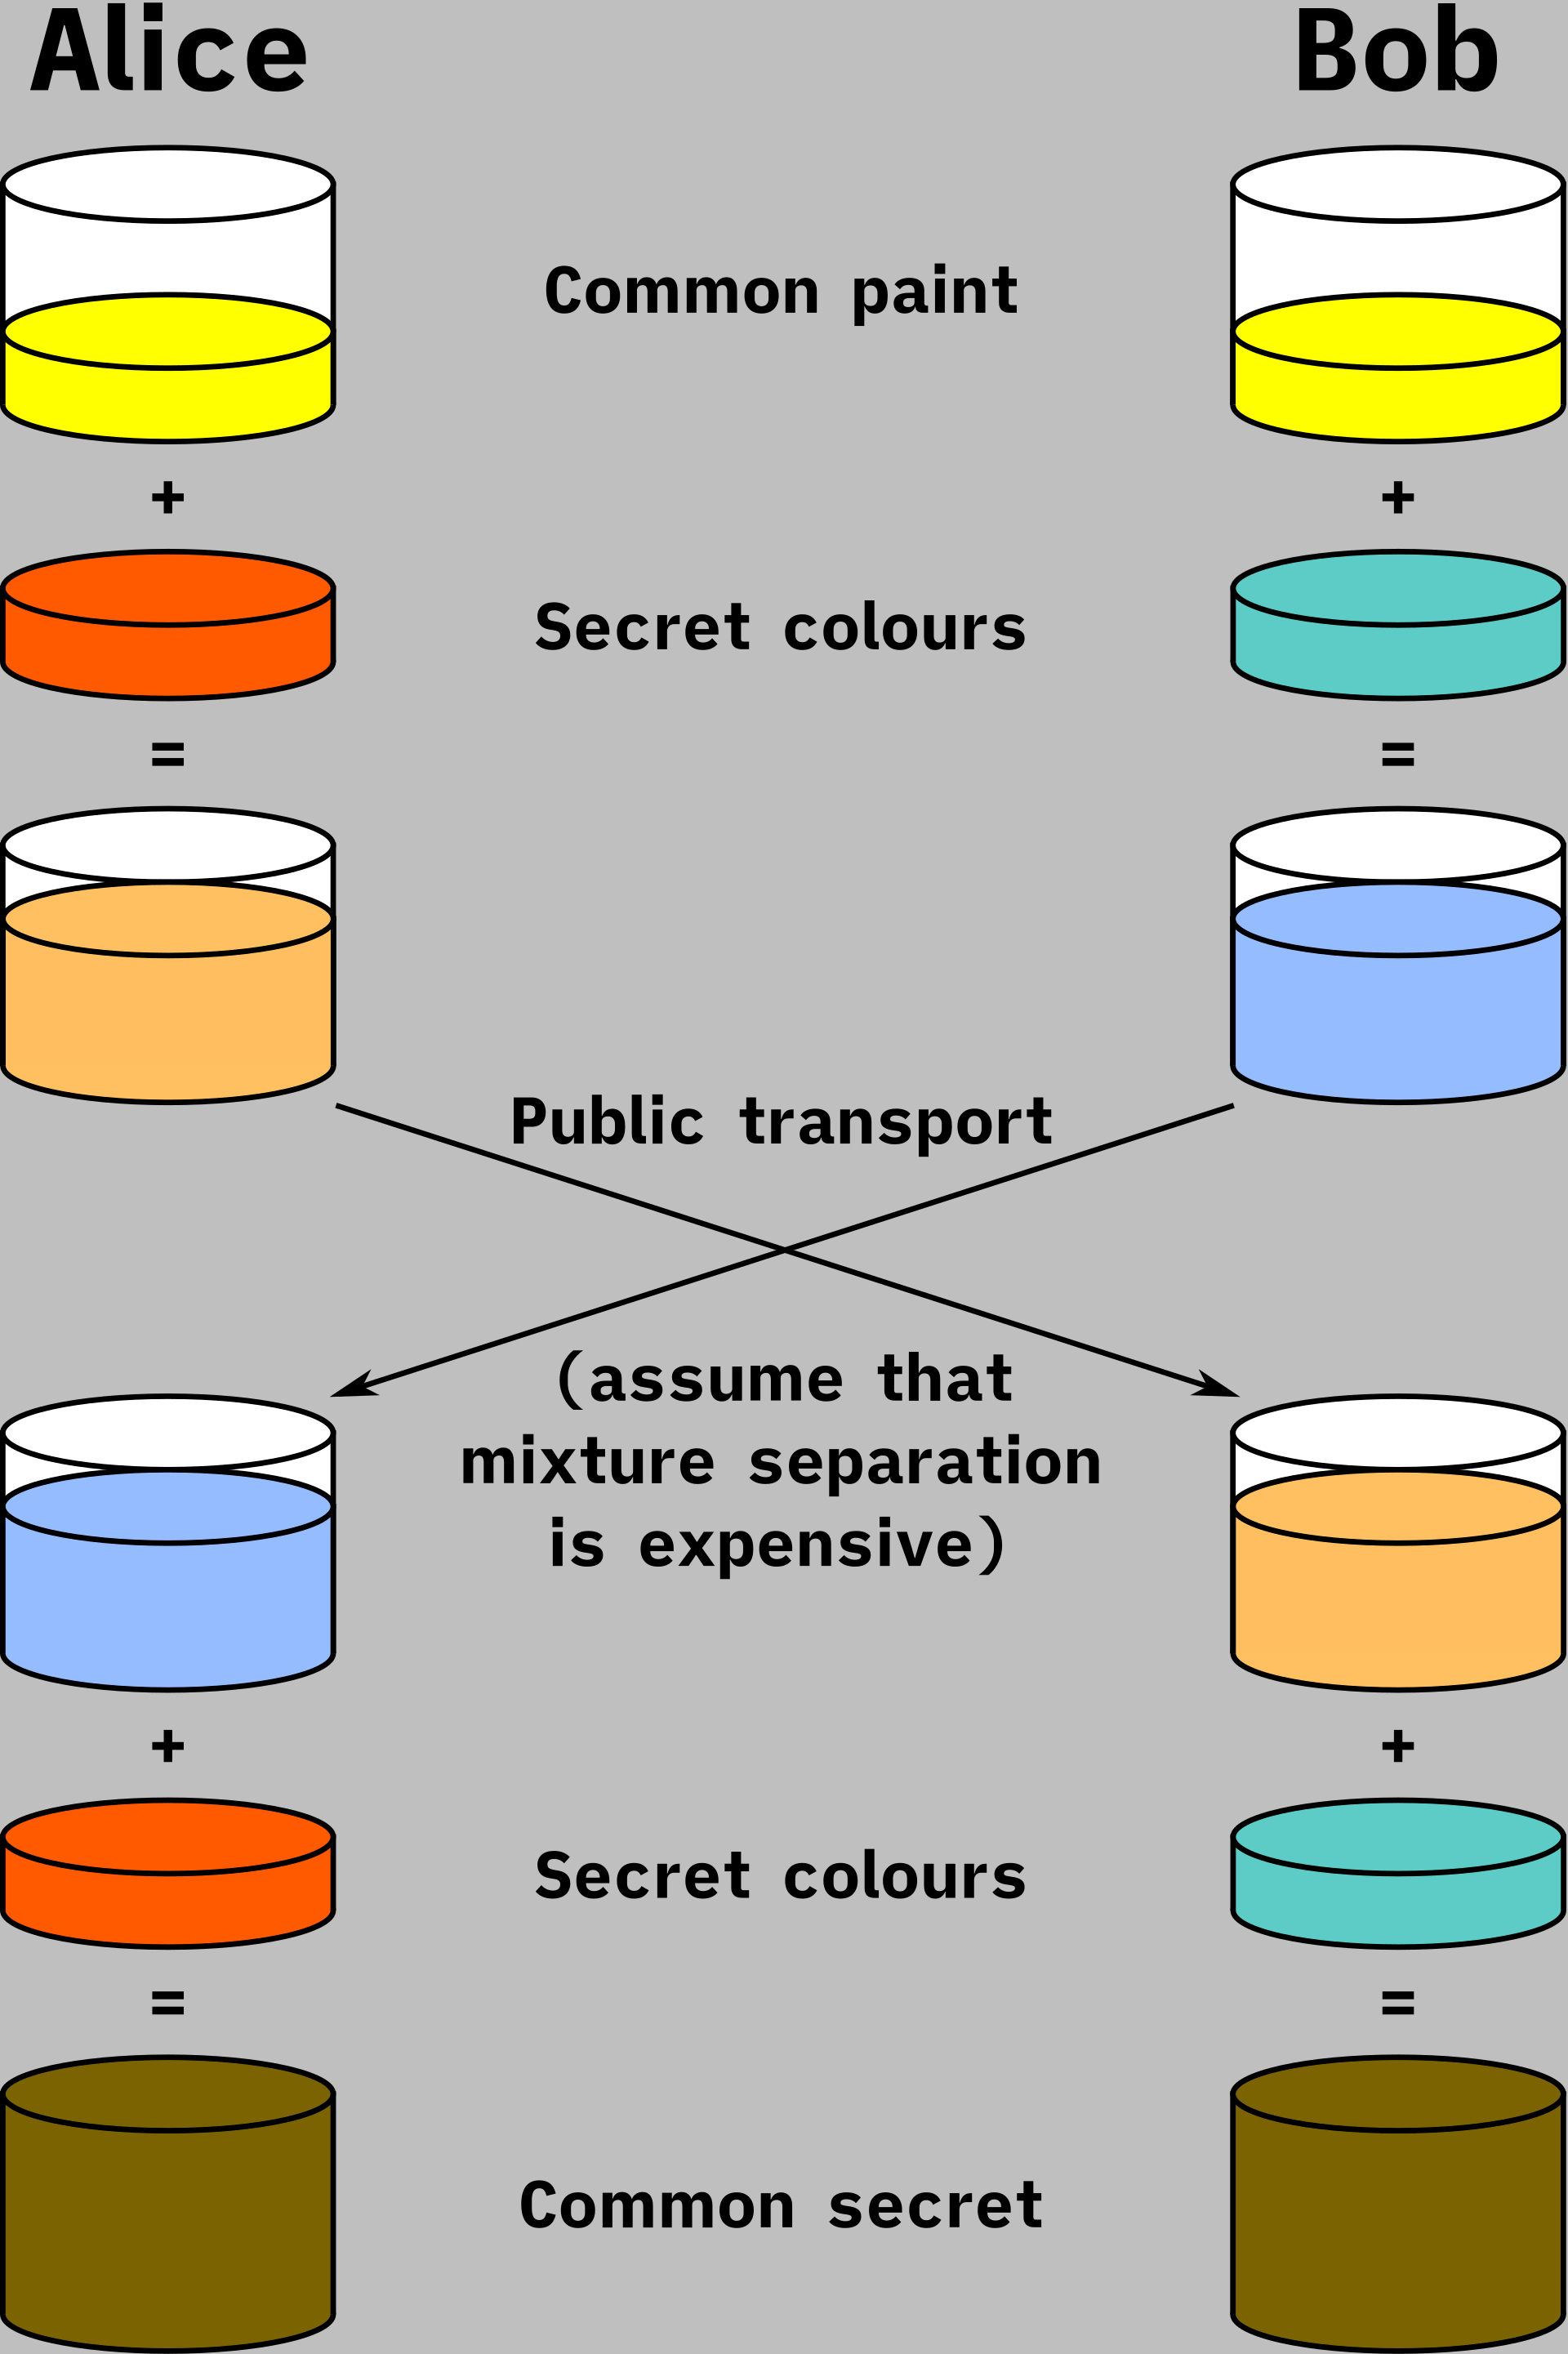 Alice Bob
Common paint
+ +
Secret colours
= =
Public transport
(assume that
mixture separation
is expensive)
+ +
Secret colours
= =
Common secret